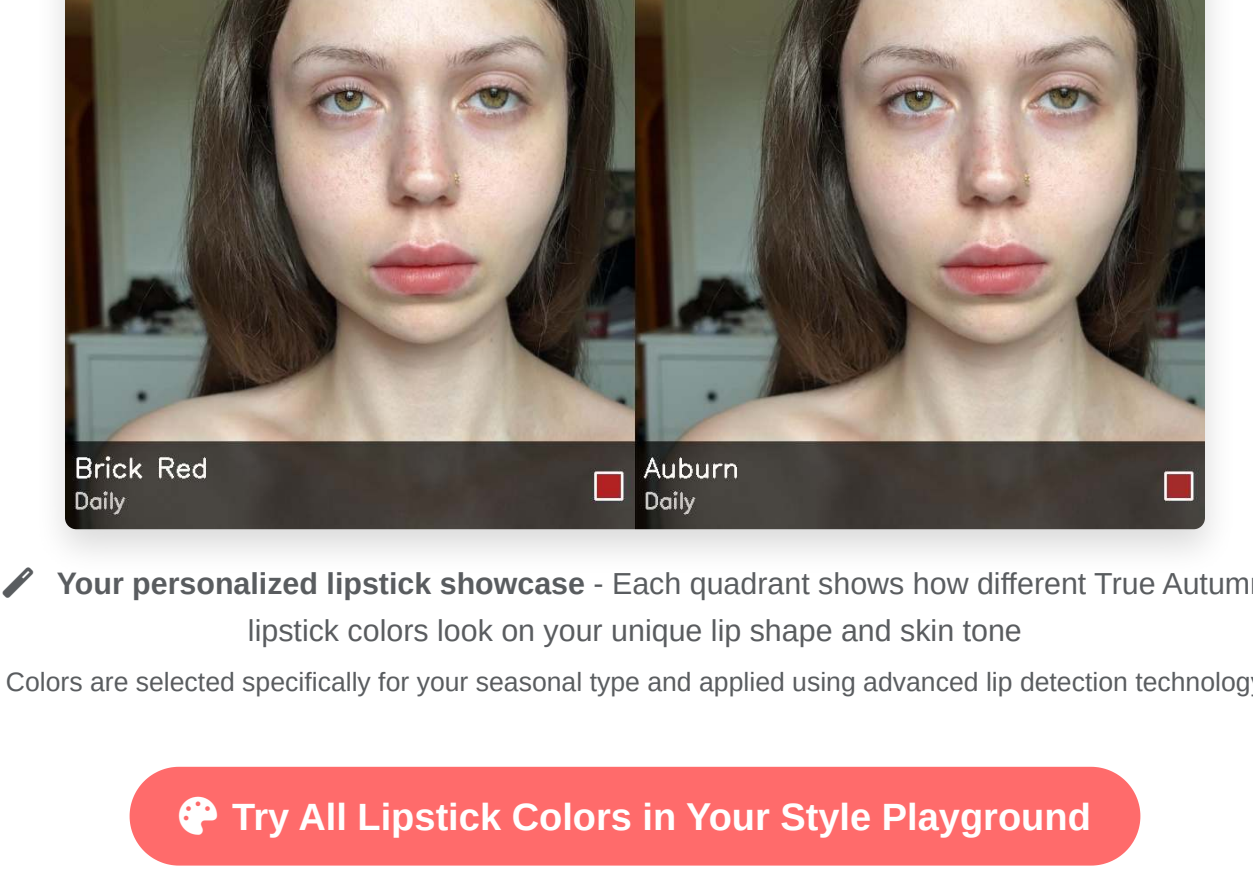 Brick Red
Daily
Auburn
Daily
Your personalized lipstick showcase - Each quadrant shows how different True Autum
lipstick colors look on your unique lip shape and skin tone
Colors are selected specifically for your seasonal type and applied using advanced lip detection technology
Try All Lipstick Colors in Your Style Playground